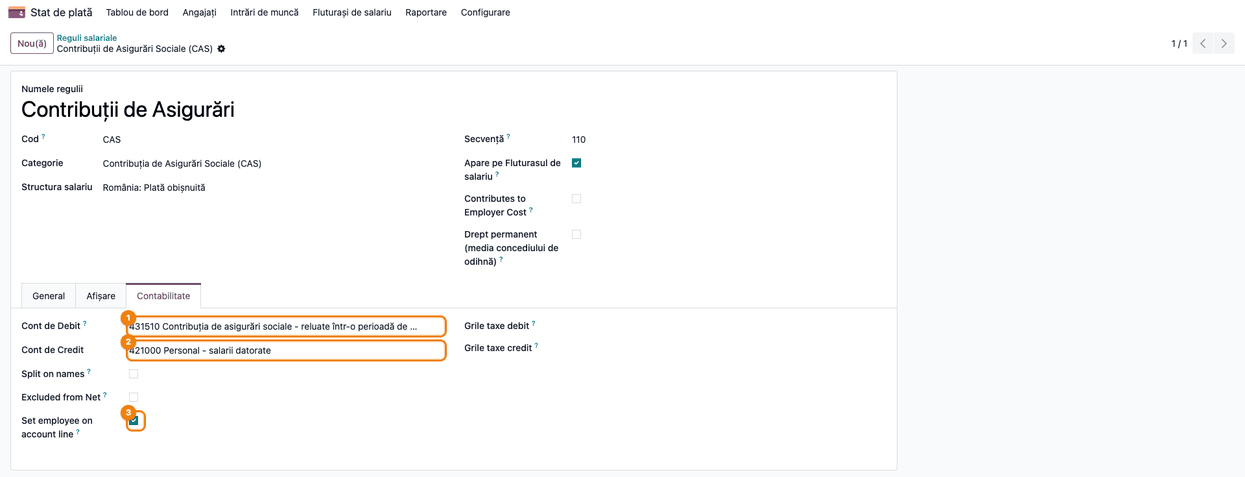 Stat de plată Tablou de bord Angajați Intrări de muncă Fluturași de salariu Raportare Configurare
Nou(ă) Reguli salariale
Contribuții de Asigurări Sociale (CAS)
1 / 1
Numele regulii
Contribuții de Asigurări
Cod ? CAS
Secvență ? 110
Categorie Contribuția de Asigurări Sociale (CAS)
Apare pe Fluturasul de
salariu ?
Structura salariu România: Plată obișnuită
Contributes to
Employer Cost ?
Drept permanent
(media concediului de
odihnă) ?
General Afișare Contabilitate
1
Cont de Debit ? 431510 Contribuția de asigurări sociale - reluate într-o perioadă de ...
Grile taxe debit ?
2
Cont de Credit 421000 Personal - salarii datorate
Grile taxe credit ?
Split on names ?
Excluded from Net ?
3
Set employee on
account line ?